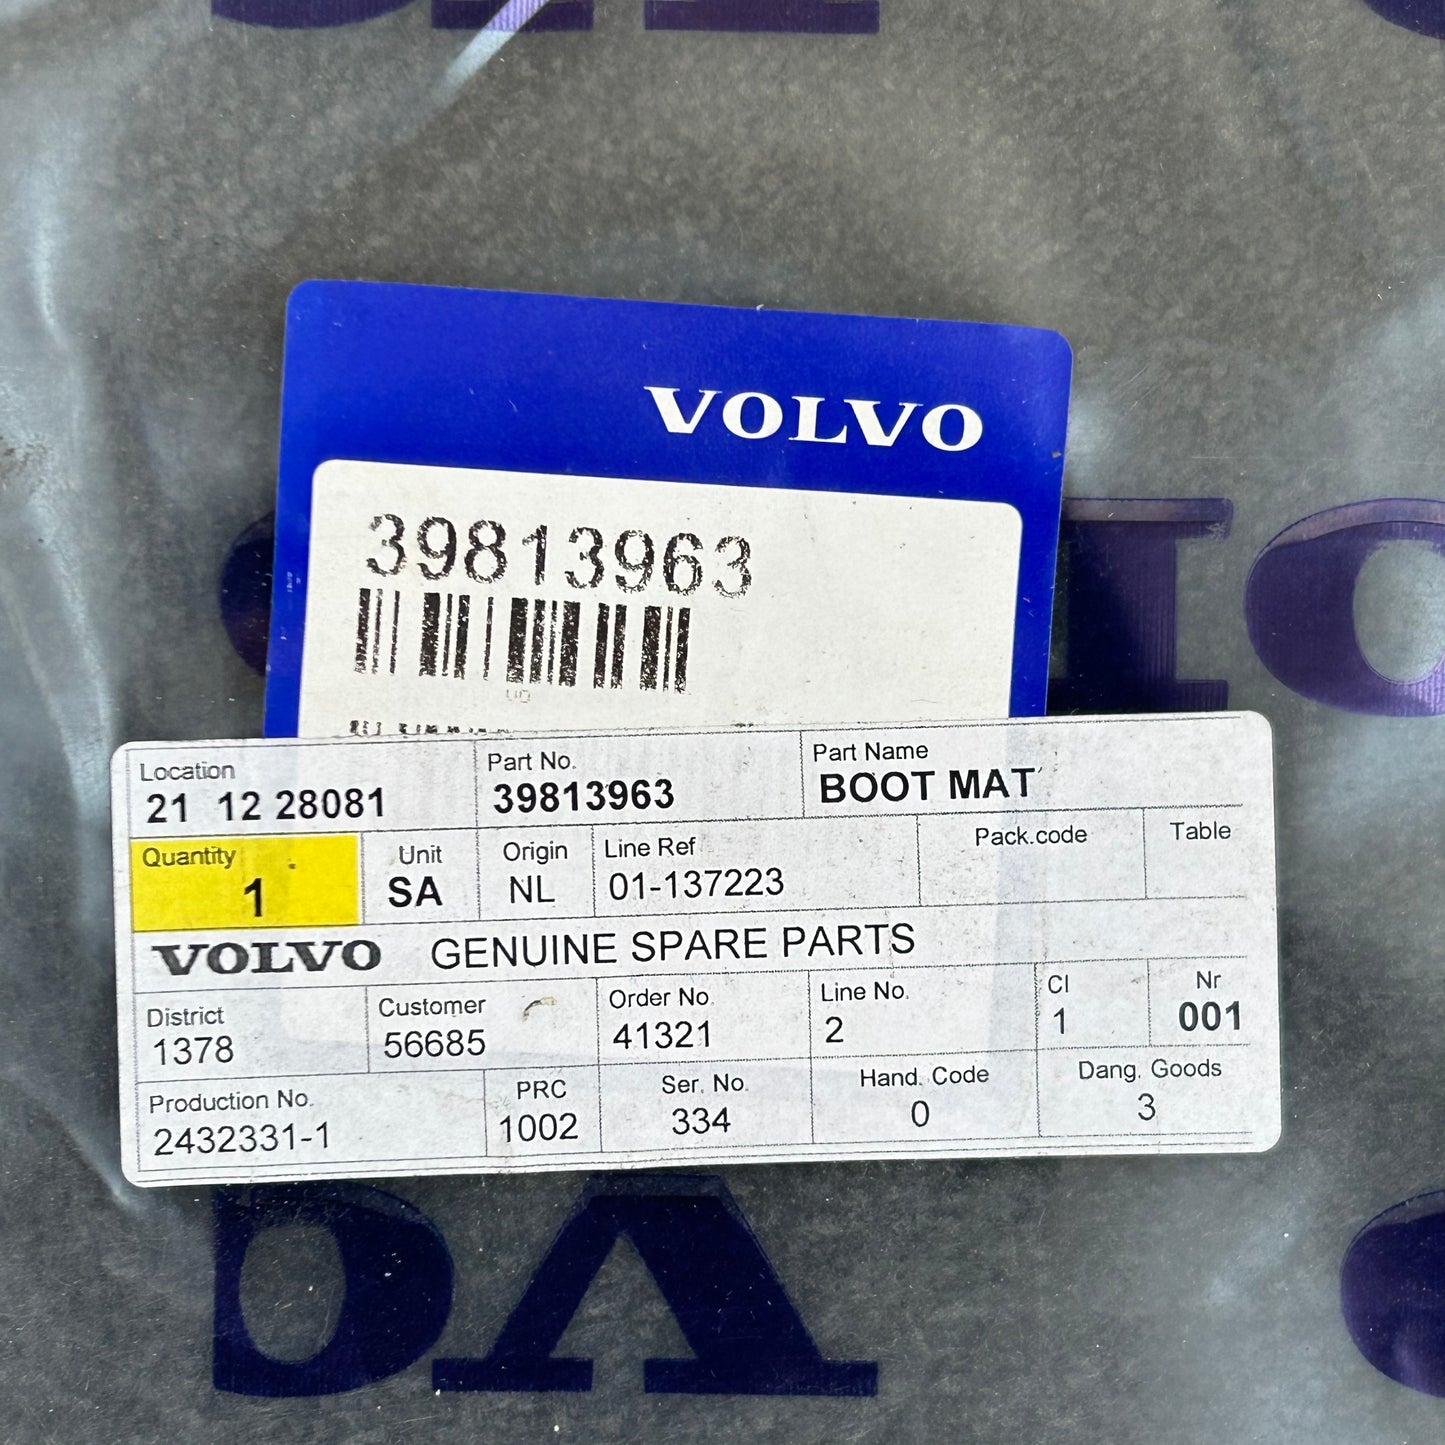 VOLVO
39813963
Location Part No. Part Name
21 12 28081 39813963 BOOT MAT
Quantity Unit Origin Line Ref Pack.code Table
1 SA NL 01-137223
VOLVO GENUINE SPARE PARTS
District Customer Order No. Line No. Cl Nr
1378 56685 41321 2 1 001
Production No. PRC Ser. No. Hand. Code Dang. Goods
2432331-1 1002 334 0 3